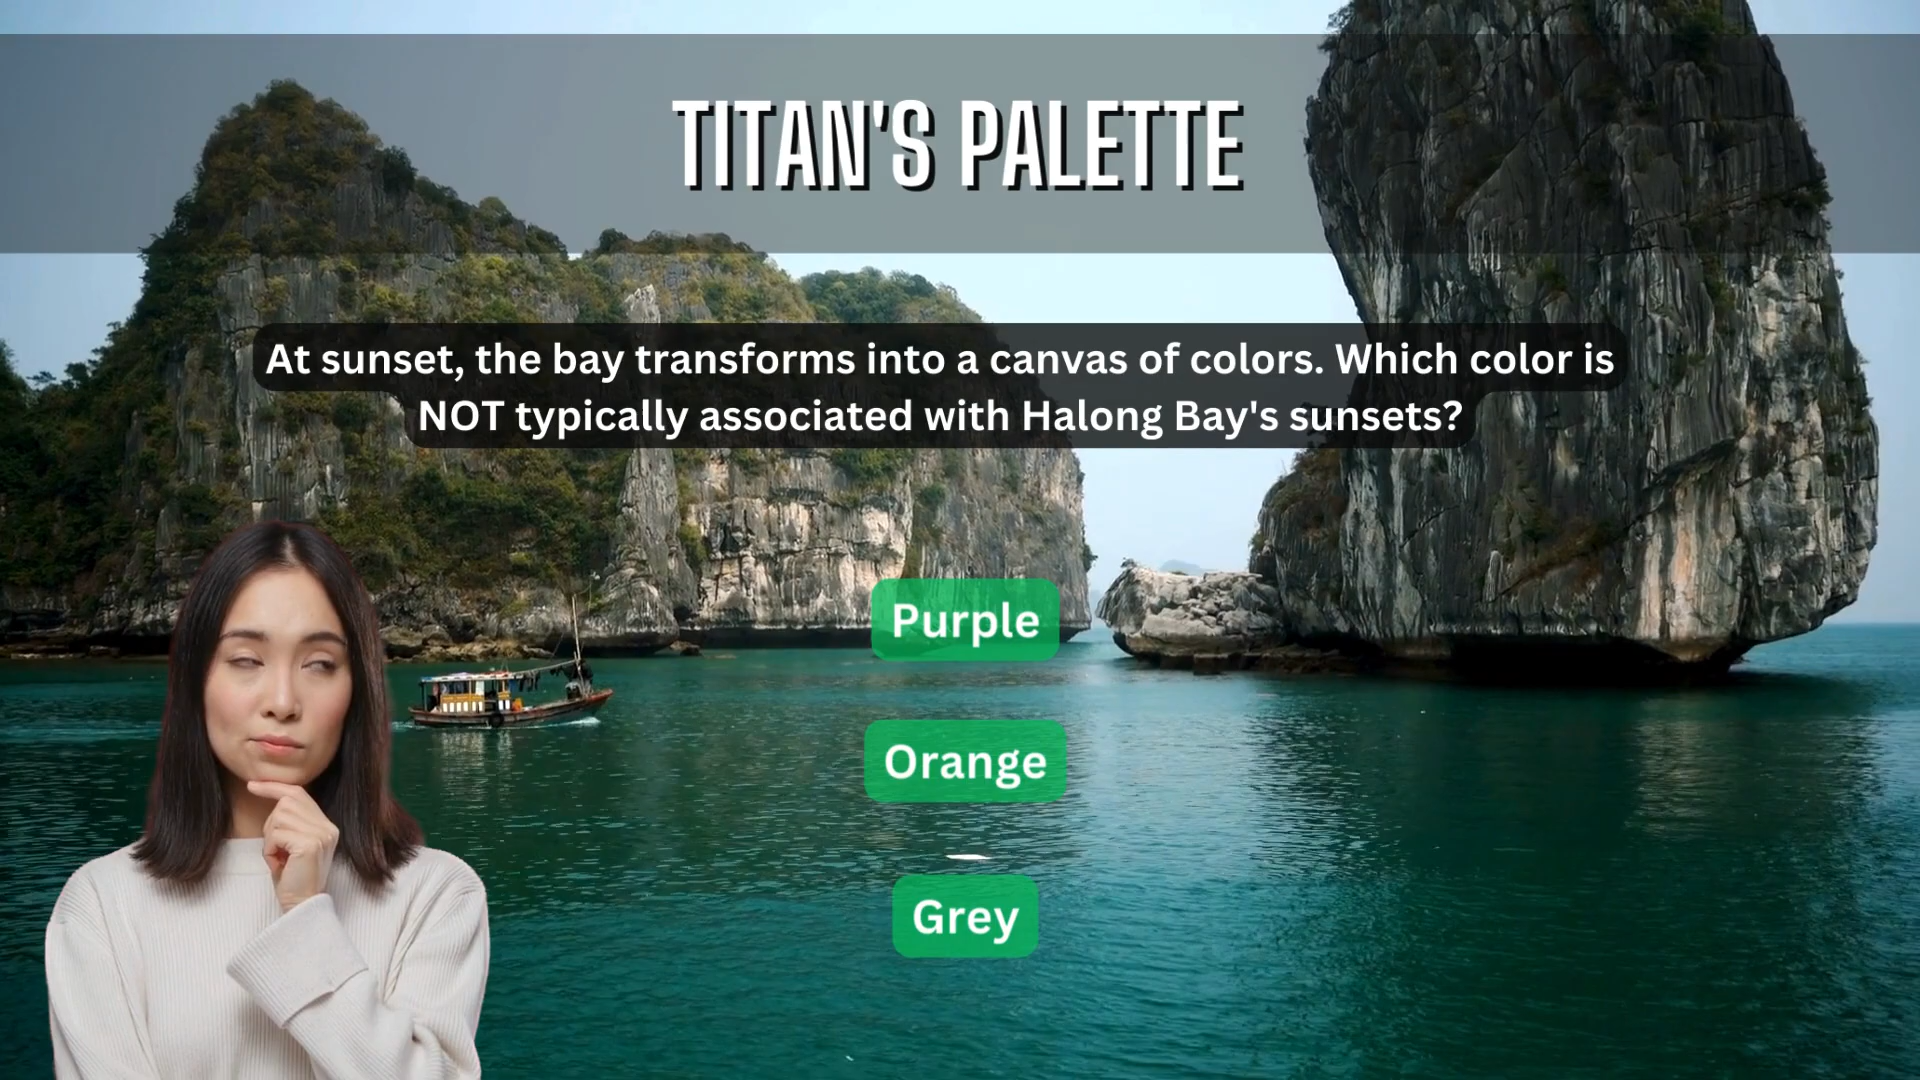 TITAN'S PALETTE
At sunset, the bay transforms into a canvas of colors. Which color is
NOT typically associated with Halong Bay's sunsets?
Purple
Orange
Grey